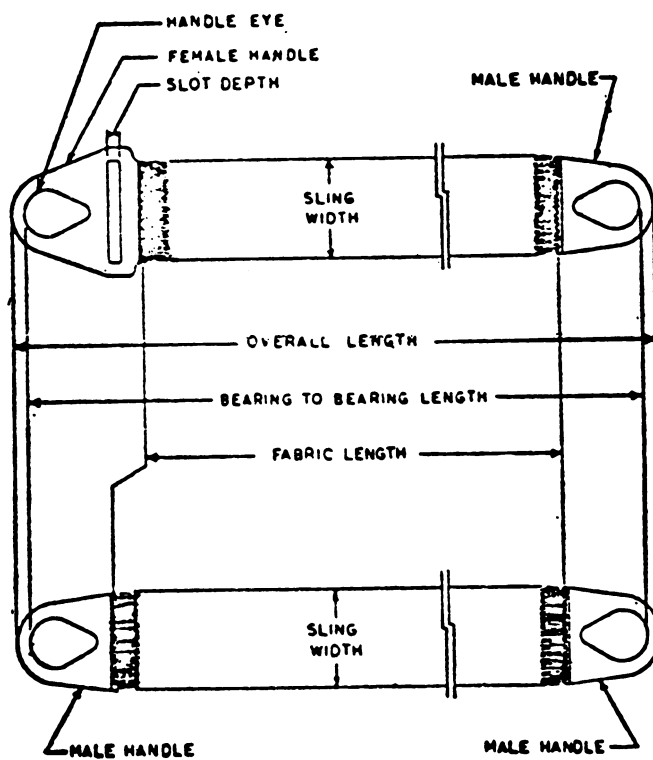 HANDLE EYE
FEMALE HANDLE
SLOT DEPTH
MALE HANDLE
SLING
WIDTH
OVERALL LENGTH
BEARING TO BEARING LENGTH
FABRIC LENGTH
SLING
WIDTH
MALE HANDLE
MALE HANDLE